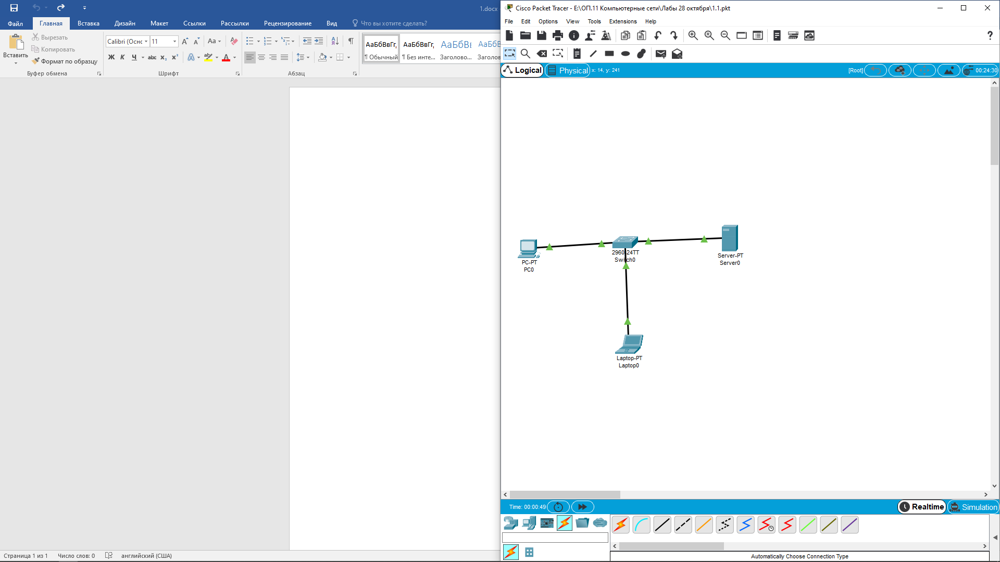 1.docx
Файл
Главная
Вставка
Дизайн
Макет
Ссылки
Рассылки
Рецензирование
Вид
Что вы хотите сделать?
Вставить
Вырезать
Копировать
Формат по образцу
Буфер обмена
Calibri (Оснс
11
Aa
Ж К Ч abc x₂ x²
Шрифт
Абзац
АаБбВвГг,
АаБбВвГг,
АаБбВı
АаБбВв
¶ Обычный
¶ Без инте...
Заголово...
Заголов
Страница 1 из 1
Число слов: 0
английский (США)
Cisco Packet Tracer - E:\ОП.11 Компьютерные сети\Лабы 28 октября\1.1.pkt
File
Edit
Options
View
Tools
Extensions
Help
?
Logical
Physical
x: 14, y: 241
[Root]
00:24:30
PC-PT
PC0
2960-24TT
Switch0
Server-PT
Server0
Laptop-PT
Laptop0
Time: 00:00:49
Realtime
Simulation
Automatically Choose Connection Type